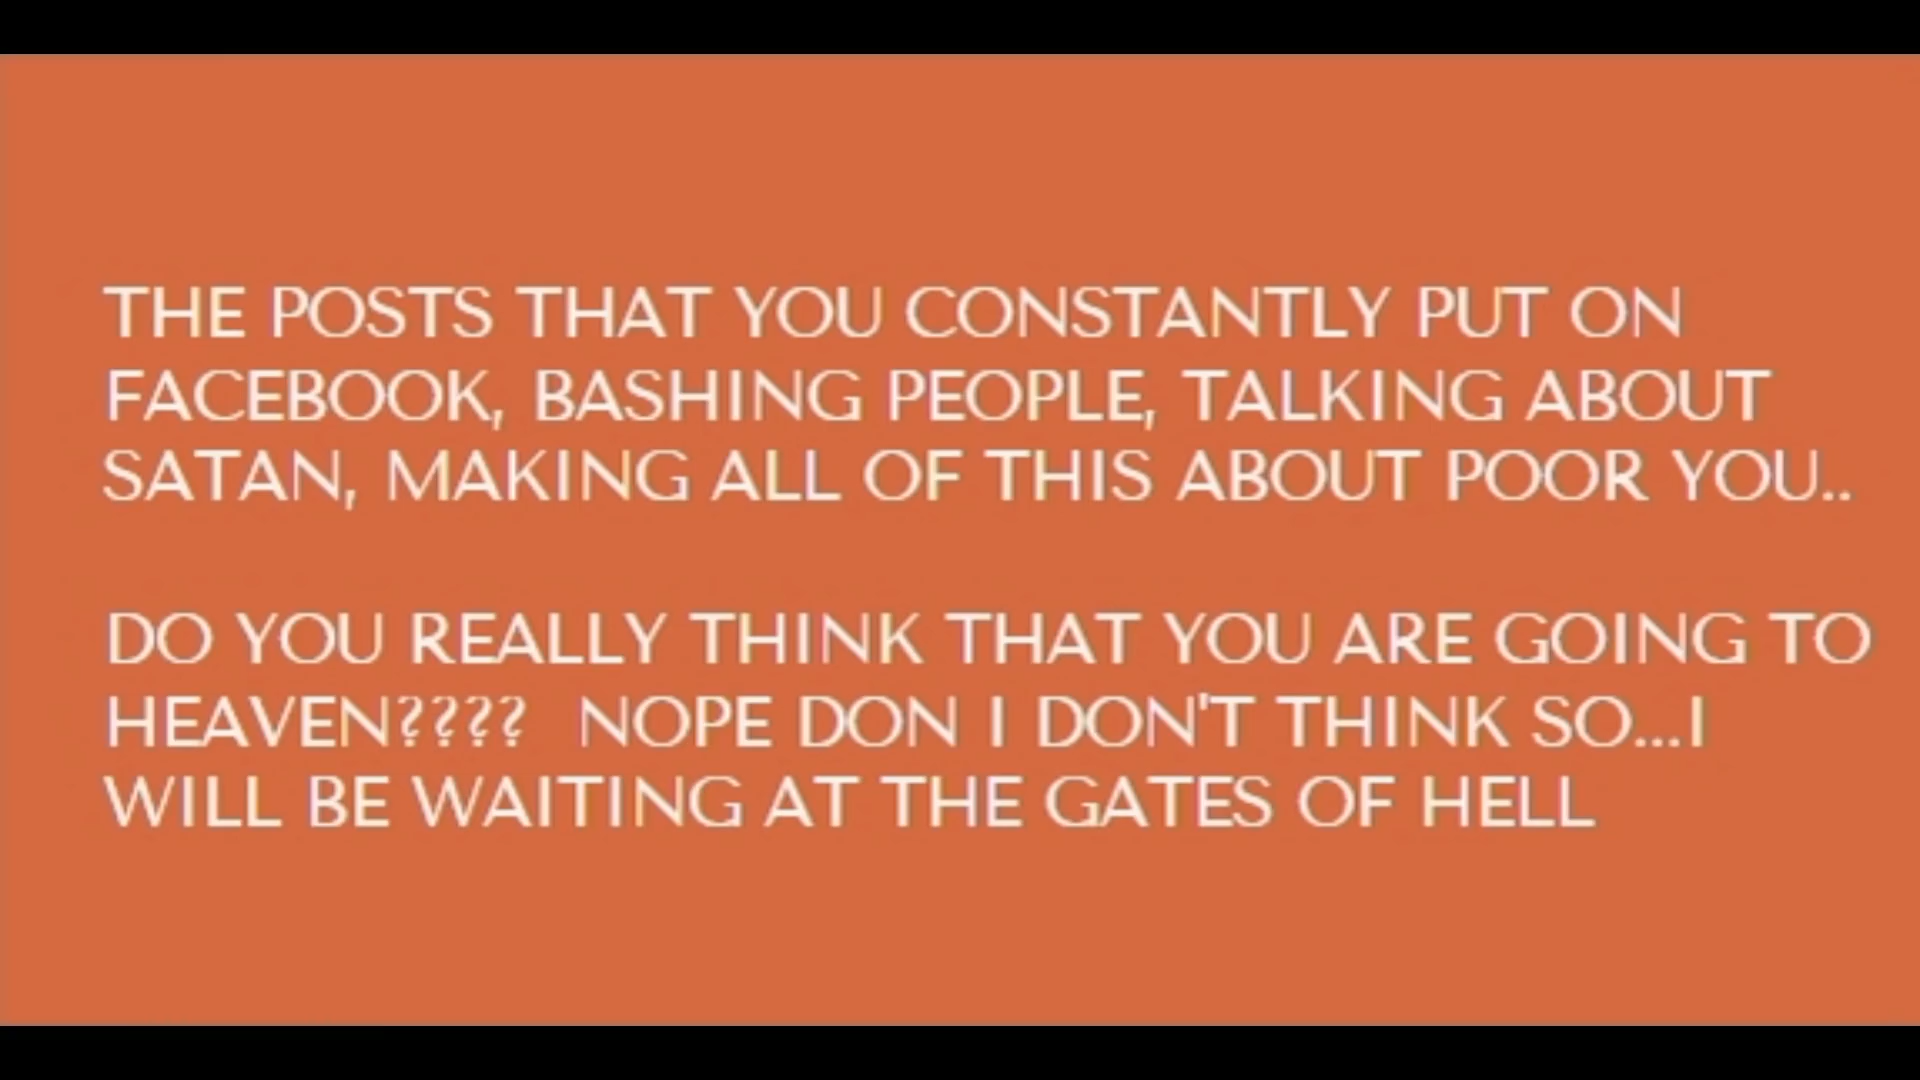 THE POSTS THAT YOU CONSTANTLY PUT ON
FACEBOOK, BASHING PEOPLE, TALKING ABOUT
SATAN, MAKING ALL OF THIS ABOUT POOR YOU..
DO YOU REALLY THINK THAT YOU ARE GOING TO
HEAVEN???? NOPE DON I DON'T THINK SO...I
WILL BE WAITING AT THE GATES OF HELL